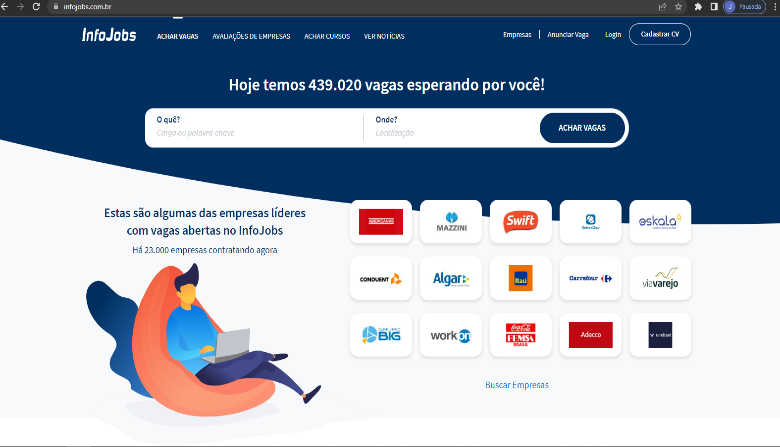 infojobs.com.br
J Pausada
InfoJobs
ACHAR VAGAS
AVALIAÇÕES DE EMPRESAS
ACHAR CURSOS
VER NOTÍCIAS
Empresas
Anunciar Vaga
Login
Cadastrar CV
Hoje temos 439.020 vagas esperando por você!
O quê?
Cargo ou palavra-chave
Onde?
Localização
ACHAR VAGAS
Estas são algumas das empresas líderes
com vagas abertas no InfoJobs
Há 23.000 empresas contratando agora
MAZZINI
Swift
eskala
CONDUENT
Algar
Itaú
Carrefour
viavarejo
BIG
work on
Coca-Cola
FEMSA
BRASIL
Adecco
Buscar Empresas